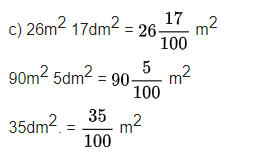 c) 26m² 17dm² = 26 17/100 m²
90m² 5dm² = 90 5/100 m²
35dm². = 35/100 m²